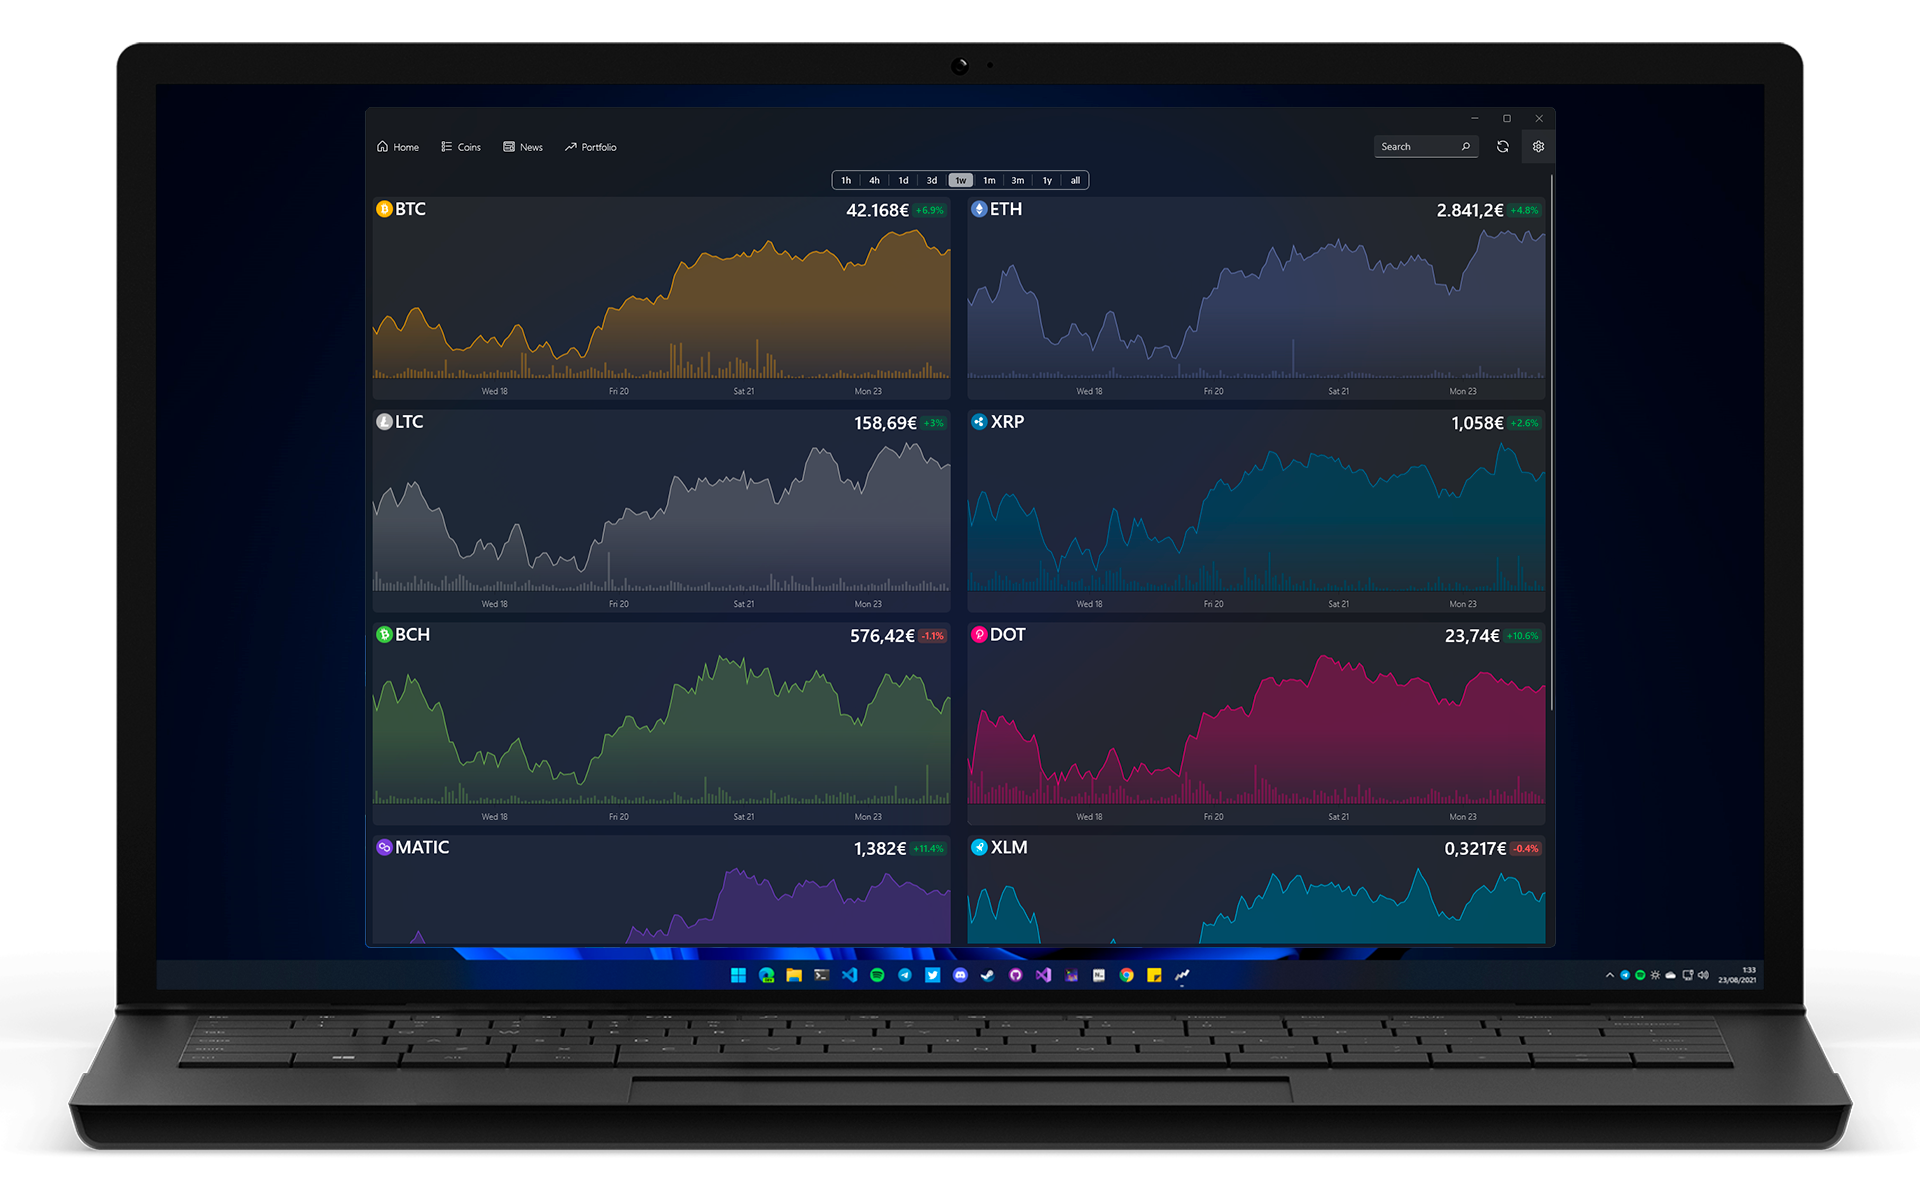 Home Coins News Portfolio
Search
1h 4h 1d 3d 1w 1m 3m 1y all
BTC 42.168€ +6.9%
Wed 18 Fri 20 Sat 21 Mon 23
ETH 2.841,2€ +4.8%
Wed 18 Fri 20 Sat 21 Mon 23
LTC 158,69€ +3%
Wed 18 Fri 20 Sat 21 Mon 23
XRP 1,058€ +2.6%
Wed 18 Fri 20 Sat 21 Mon 23
BCH 576,42€ -1.1%
Wed 18 Fri 20 Sat 21 Mon 23
DOT 23,74€ +10.6%
Wed 18 Fri 20 Sat 21 Mon 23
MATIC 1,382€ +11.4%
XLM 0,3217€ -0.4%
1:33
23/08/2021